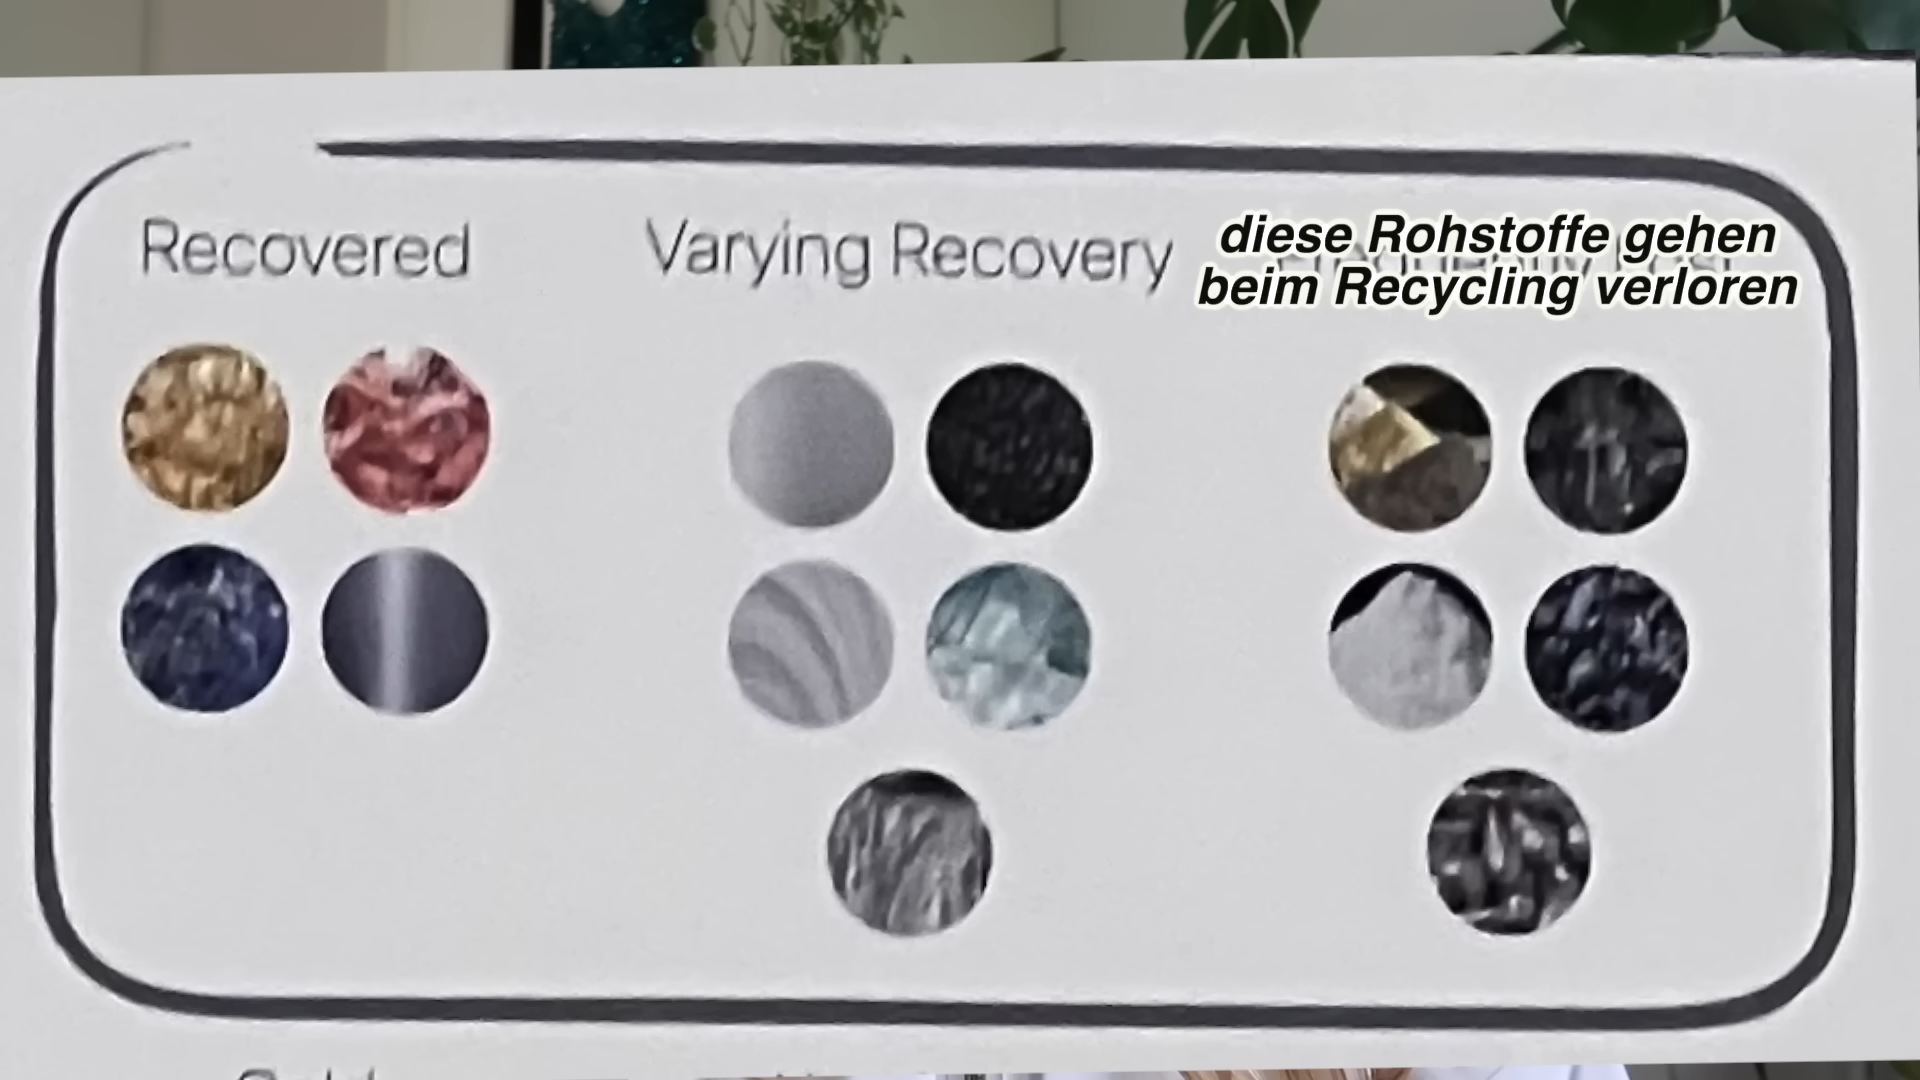 Recovered
Varying Recovery
diese Rohstoffe gehen
beim Recycling verloren